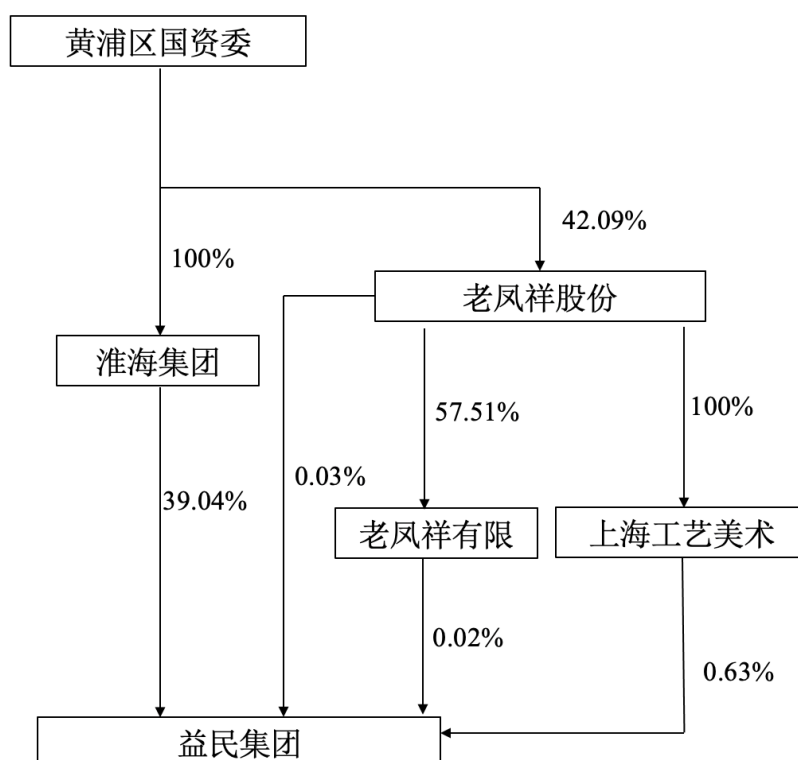 黄浦区国资委
42.09%
100%
老凤祥股份
淮海集团
57.51%
100%
0.03%
39.04%
老凤祥有限
上海工艺美术
0.02%
0.63%
益民集团